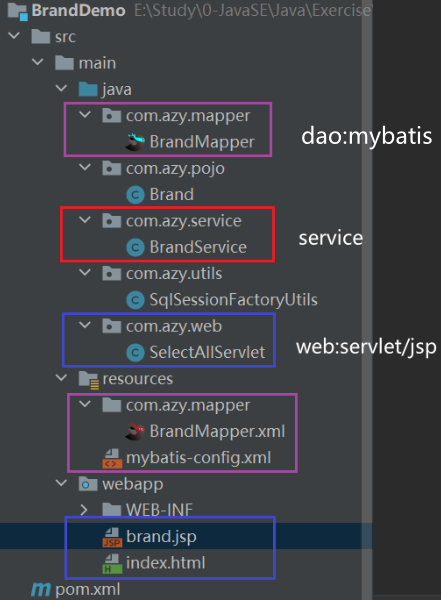 BrandDemo E:\Study\0-JavaSE\Java\Exercise
src
main
java
com.azy.mapper
BrandMapper
dao:mybatis
com.azy.pojo
Brand
com.azy.service
BrandService
service
com.azy.utils
SqlSessionFactoryUtils
com.azy.web
SelectAllServlet
web:servlet/jsp
resources
com.azy.mapper
BrandMapper.xml
mybatis-config.xml
webapp
WEB-INF
brand.jsp
index.html
pom.xml